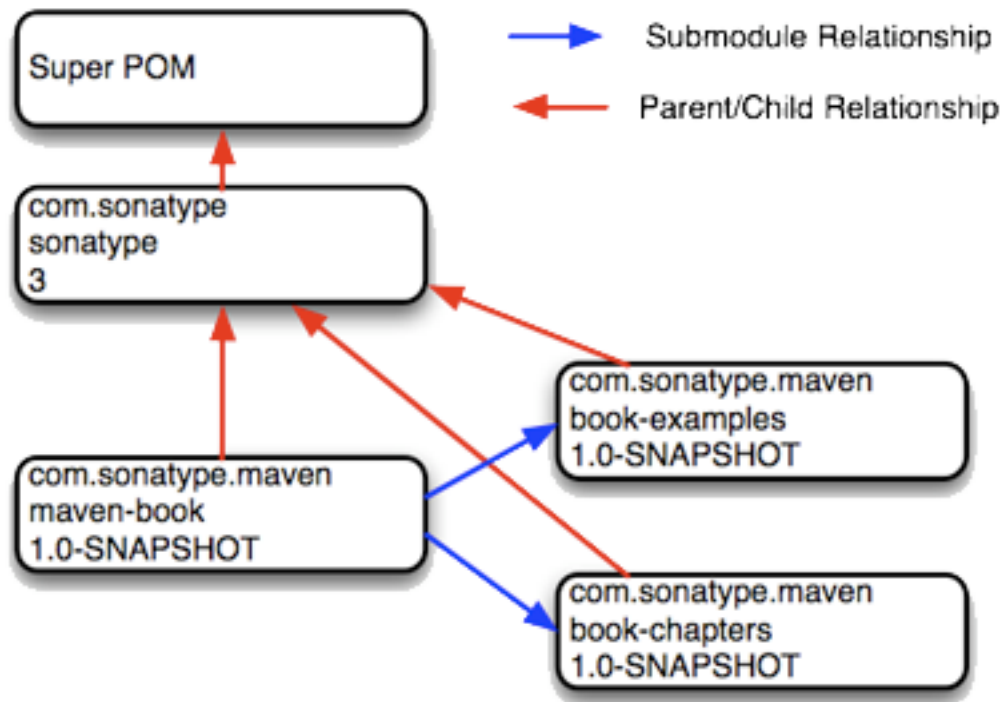 Super POM
Submodule Relationship
Parent/Child Relationship
com.sonatype
sonatype
3
com.sonatype.maven
book-examples
1.0-SNAPSHOT
com.sonatype.maven
maven-book
1.0-SNAPSHOT
com.sonatype.maven
book-chapters
1.0-SNAPSHOT